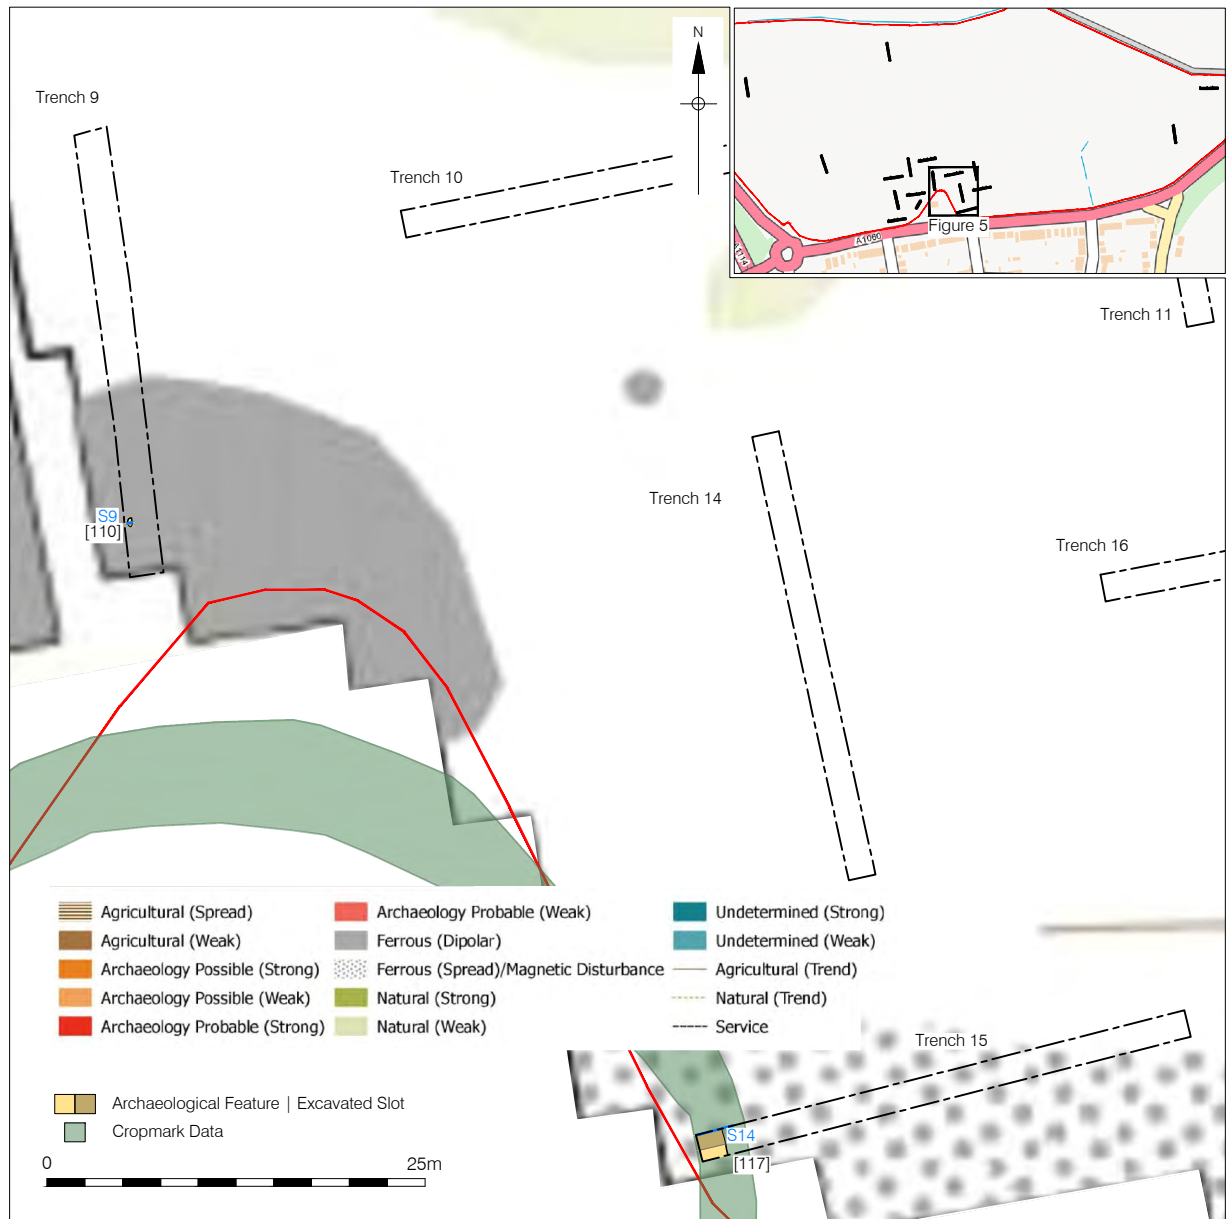 Trench 9
N
Trench 10
A1060
A1114
Figure 5
Trench 11
Trench 14
S9
[110]
Trench 16
Agricultural (Spread)
Agricultural (Weak)
Archaeology Possible (Strong)
Archaeology Possible (Weak)
Archaeology Probable (Strong)
Archaeology Probable (Weak)
Ferrous (Dipolar)
Ferrous (Spread)/Magnetic Disturbance
Natural (Strong)
Natural (Weak)
Undetermined (Strong)
Undetermined (Weak)
Agricultural (Trend)
Natural (Trend)
Service
Trench 15
Archaeological Feature | Excavated Slot
Cropmark Data
S14
[117]
0 25m